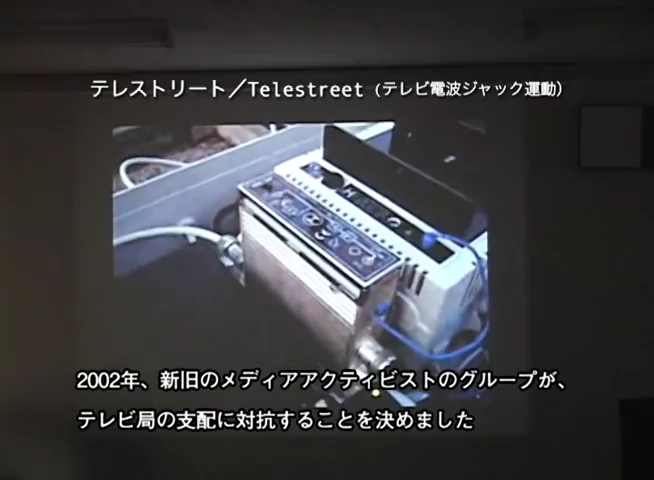 テレストリート／Telestreet（テレビ電波ジャック運動）
2002年、新旧のメディアアクティビストのグループが、
テレビ局の支配に対抗することを決めました